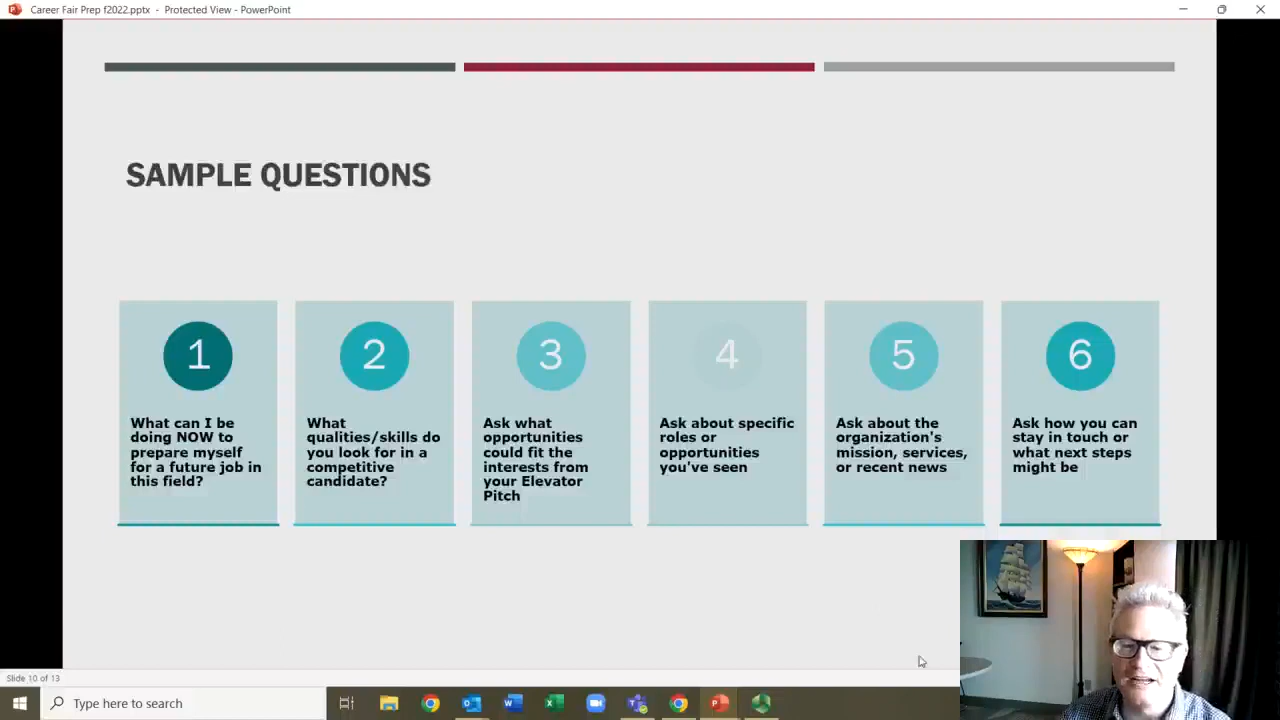 Career Fair Prep f2022.pptx - Protected View - PowerPoint
SAMPLE QUESTIONS
1
What can I be
doing NOW to
prepare myself
for a future job in
this field?
2
What
qualities/skills do
you look for in a
competitive
candidate?
3
Ask what
opportunities
could fit the
interests from
your Elevator
Pitch
4
Ask about specific
roles or
opportunities
you've seen
5
Ask about the
organization's
mission, services,
or recent news
6
Ask how you can
stay in touch or
what next steps
might be
Slide 10 of 13
Type here to search